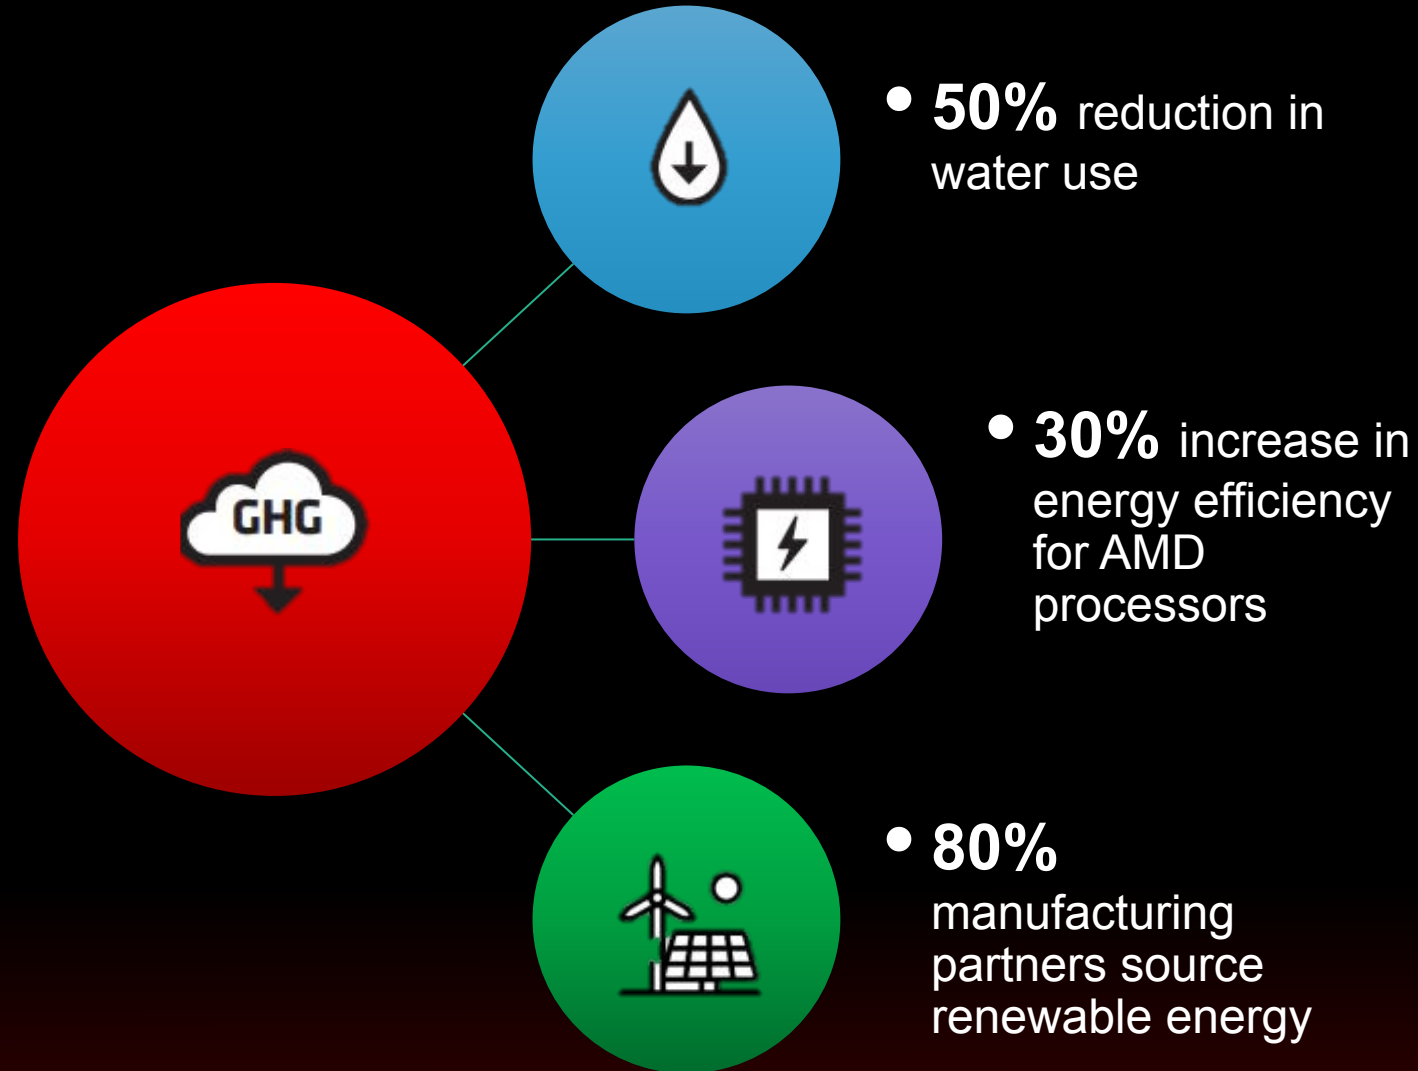 • 50% reduction in
water use
GHG
• 30% increase in
energy efficiency
for AMD
processors
• 80%
manufacturing
partners source
renewable energy